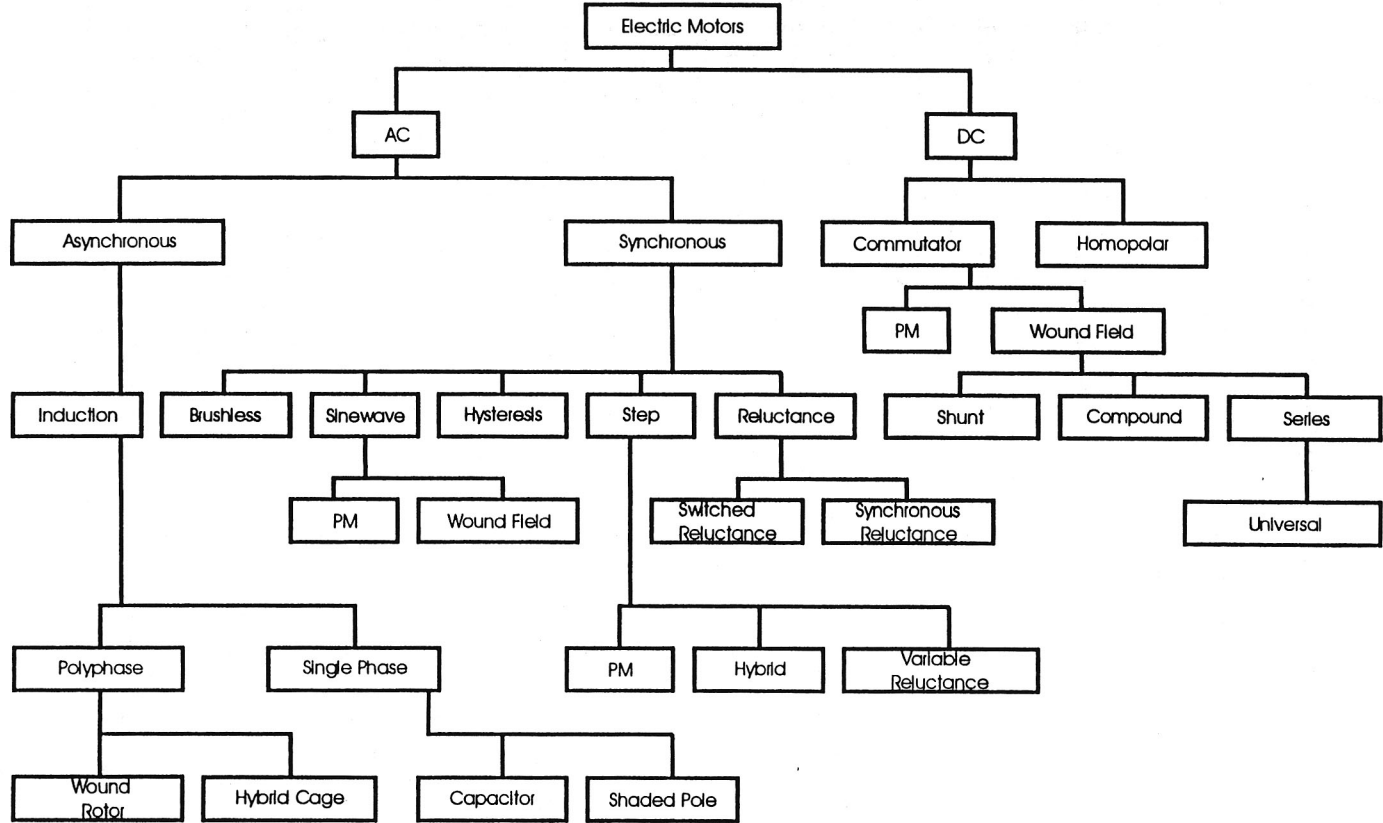 Electric Motors
AC
DC
Asynchronous
Synchronous
Commutator
Homopolar
PM
Wound Field
Induction
Brushless
Sinewave
Hysteresis
Step
Reluctance
Shunt
Compound
Series
PM
Wound Field
Switched
Reluctance
Synchronous
Reluctance
Universal
Polyphase
Single Phase
PM
Hybrid
Variable
Reluctance
Wound
Rotor
Hybrid Cage
Capacitor
Shaded Pole